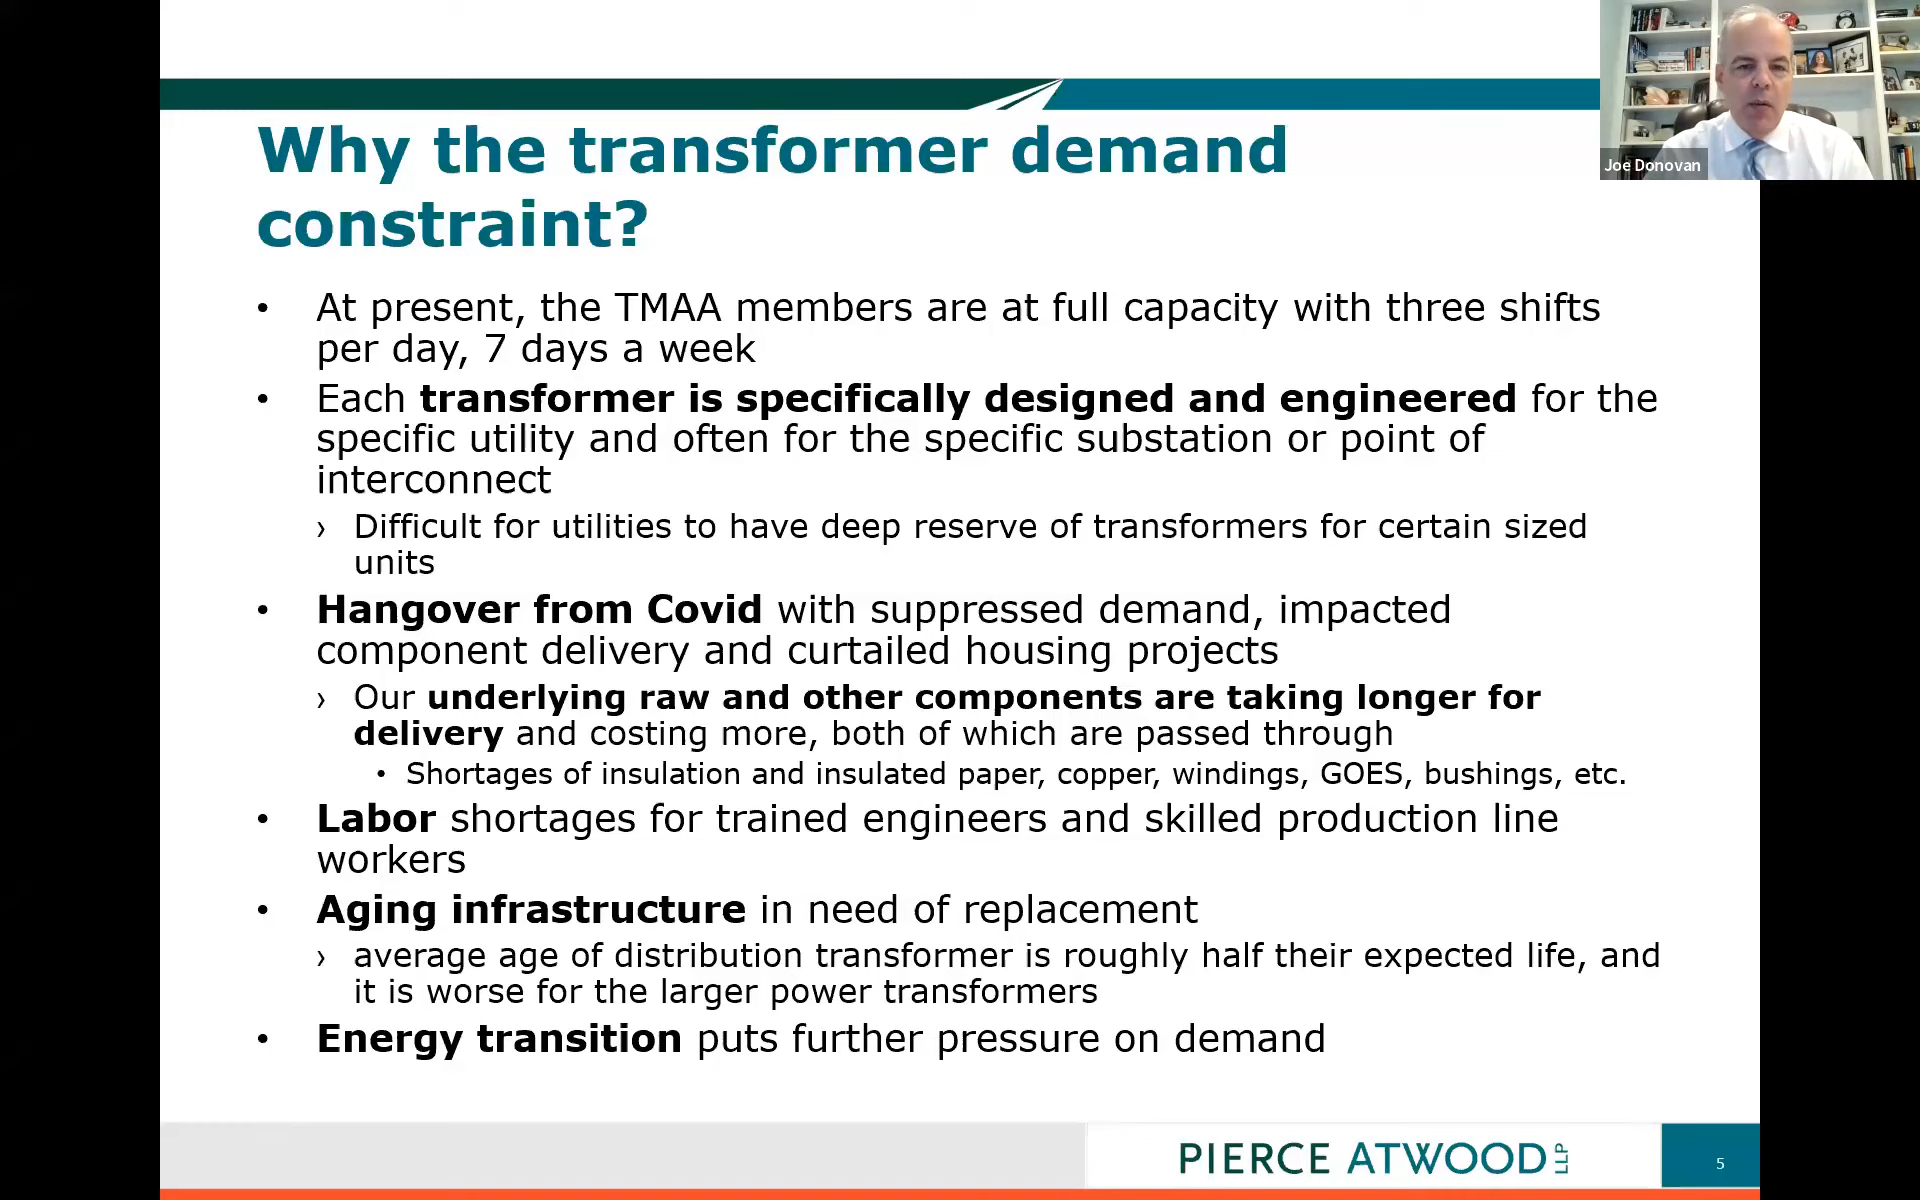 Joe Donovan
Why the transformer demand
constraint?
• At present, the TMAA members are at full capacity with three shifts
per day, 7 days a week
• Each transformer is specifically designed and engineered for the
specific utility and often for the specific substation or point of
interconnect
› Difficult for utilities to have deep reserve of transformers for certain sized
units
• Hangover from Covid with suppressed demand, impacted
component delivery and curtailed housing projects
› Our underlying raw and other components are taking longer for
delivery and costing more, both of which are passed through
• Shortages of insulation and insulated paper, copper, windings, GOES, bushings, etc.
• Labor shortages for trained engineers and skilled production line
workers
• Aging infrastructure in need of replacement
› average age of distribution transformer is roughly half their expected life, and
it is worse for the larger power transformers
• Energy transition puts further pressure on demand
PIERCE ATWOOD LLP
5